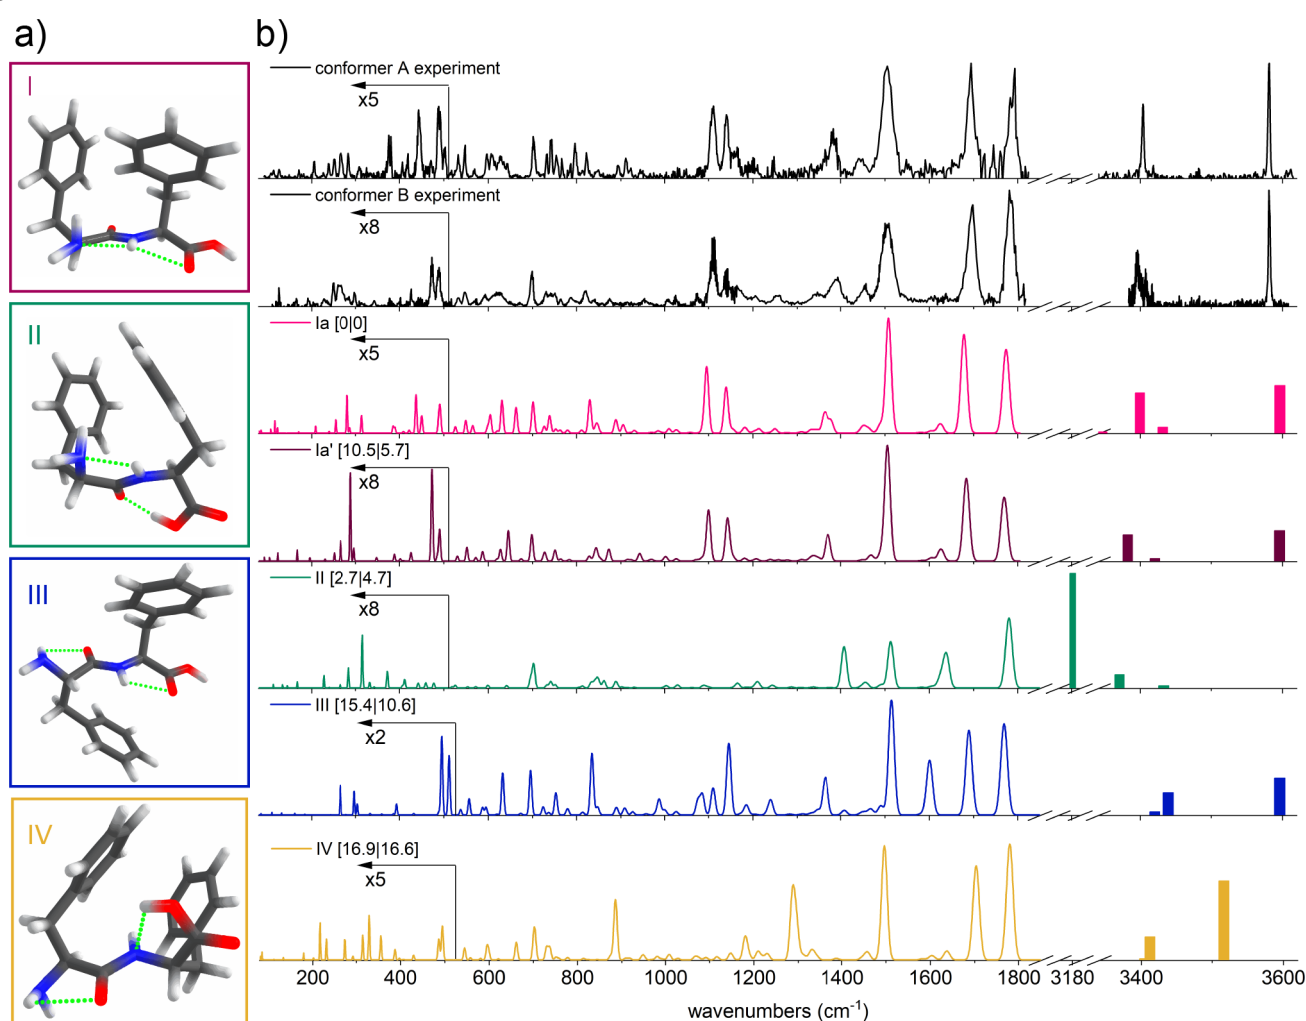 a)
b)
I
II
III
IV
conformer A experiment
x5
conformer B experiment
x8
Ia [0|0]
x5
Ia' [10.5|5.7]
x8
II [2.7|4.7]
x8
III [15.4|10.6]
x2
IV [16.9|16.6]
x5
200 400 600 800 1000 1200 1400 1600 1800 3180 3400 3600
wavenumbers (cm-1)